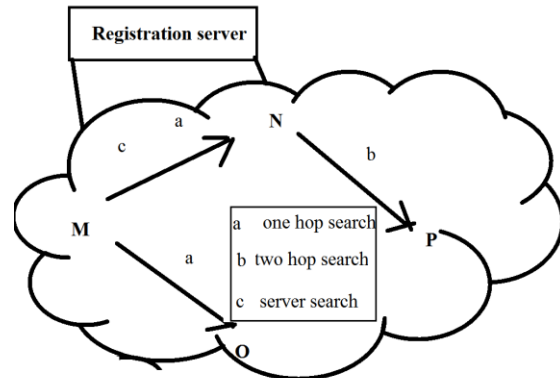 Registration server
a
N
c
b
M
a one hop search
P
a
b two hop search
c server search
O